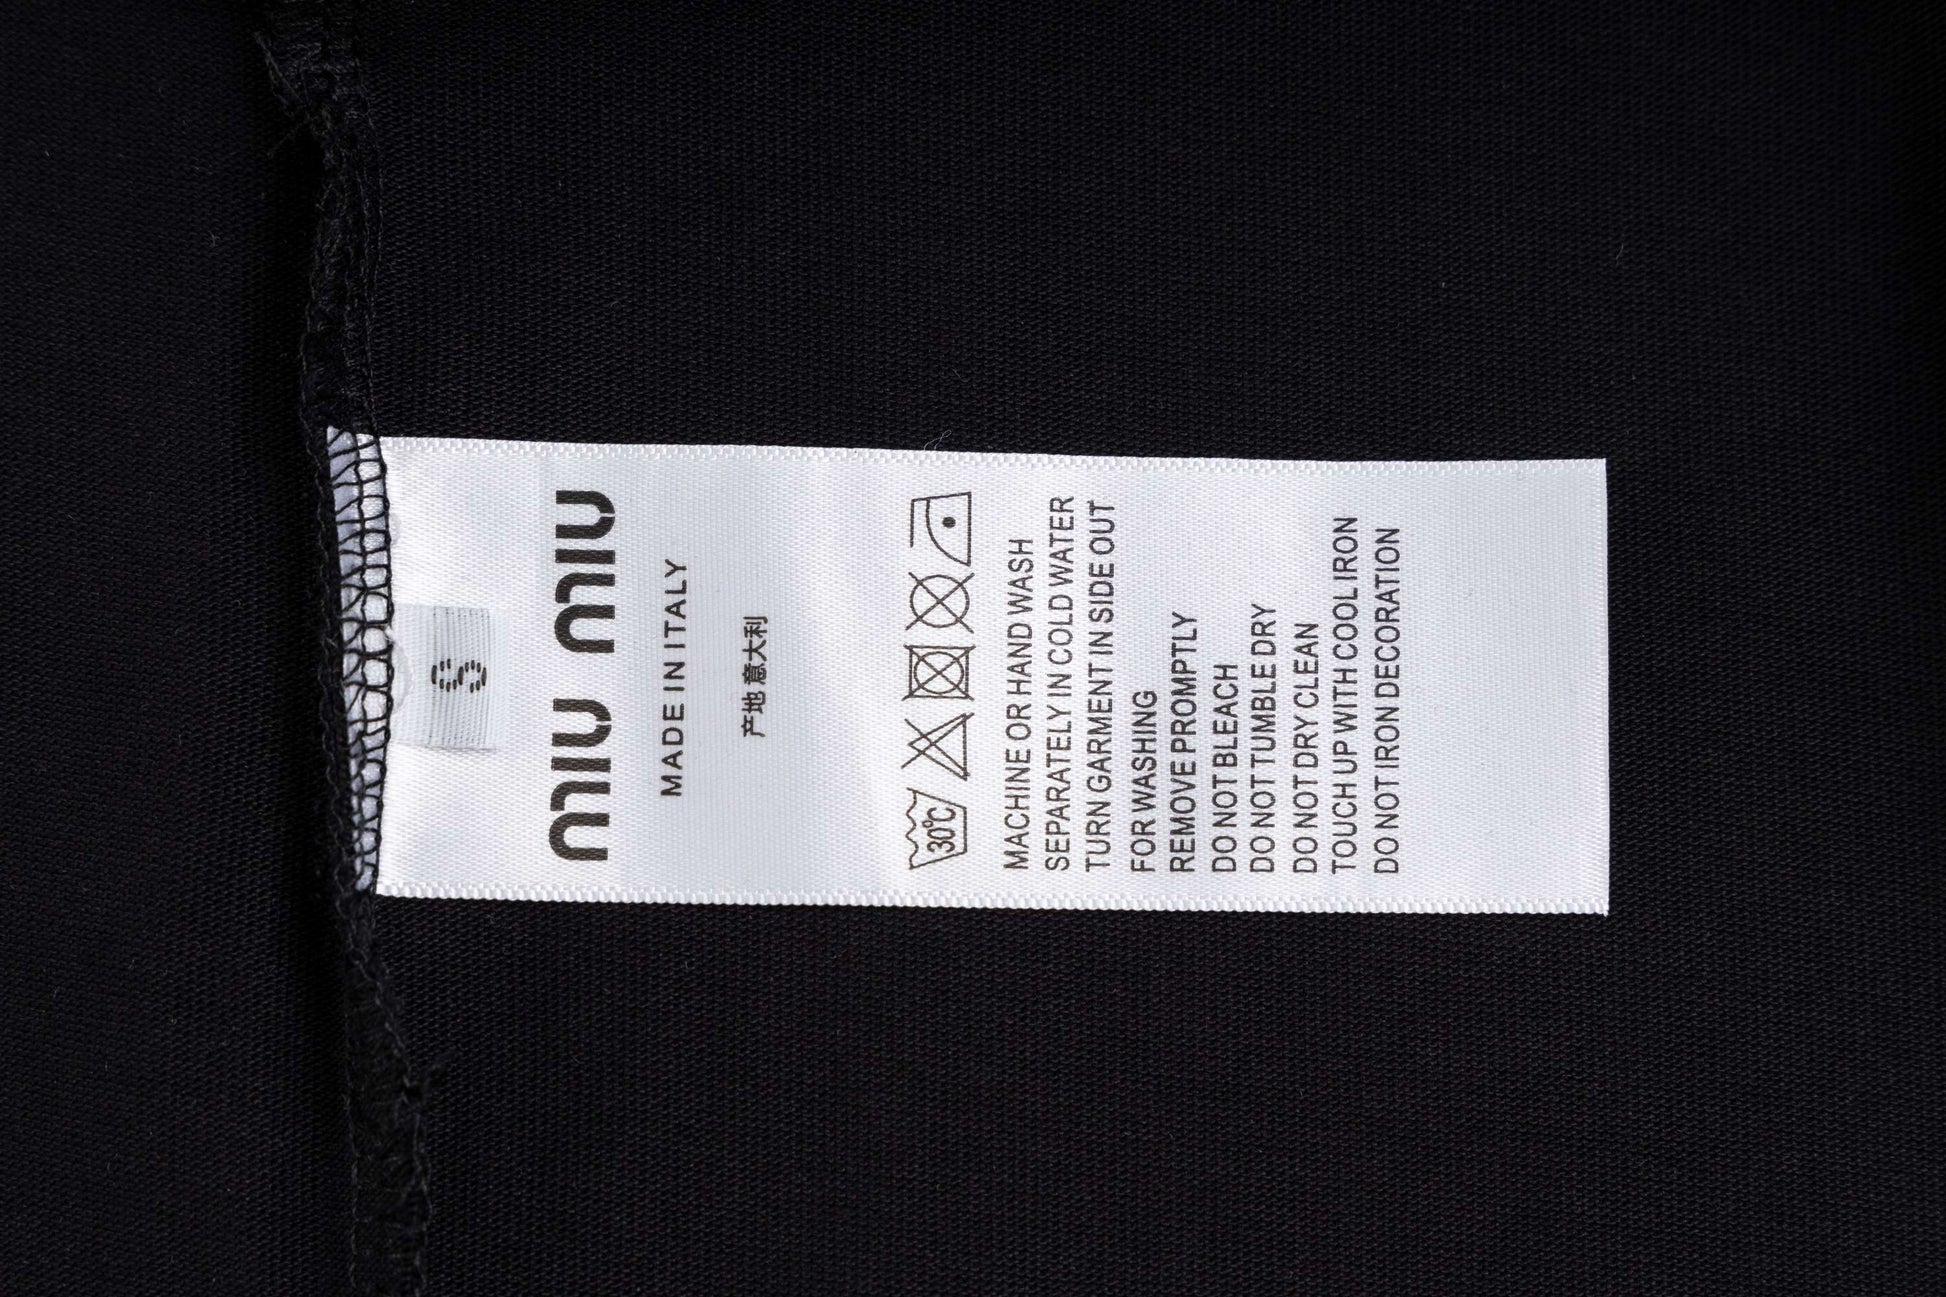 S
miu miu
MADE IN ITALY
产地 意大利
30℃
MACHINE OR HAND WASH
SEPARATELY IN COLD WATER
TURN GARMENT IN SIDE OUT
FOR WASHING
REMOVE PROMPTLY
DO NOT BLEACH
DO NOT TUMBLE DRY
DO NOT DRY CLEAN
TOUCH UP WITH COOL IRON
DO NOT IRON DECORATION